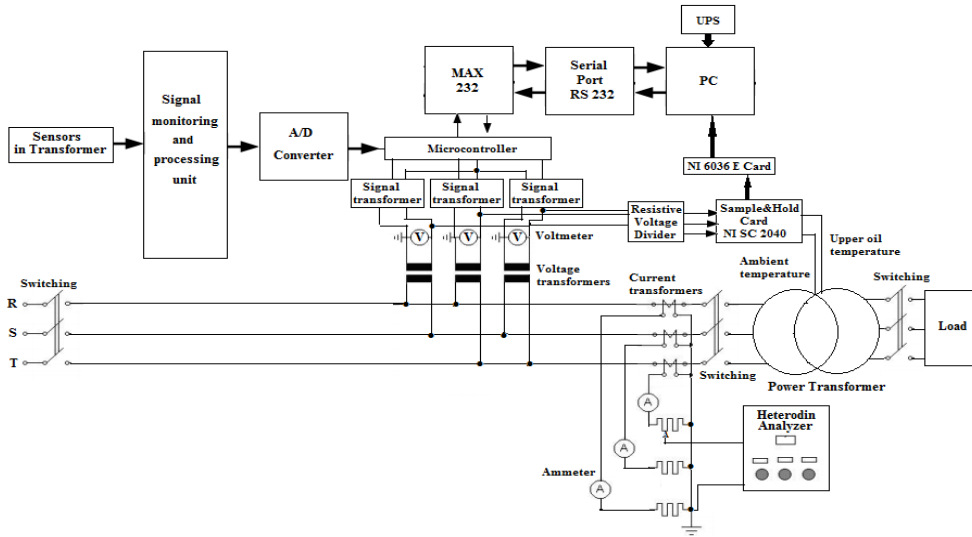 UPS
MAX
232
Serial
Port
RS 232
PC
Signal
monitoring
and
processing
unit
Sensors
in Transformer
A/D
Converter
Microcontroller
NI 6036 E Card
Signal
transformer
Signal
transformer
Signal
transformer
Resistive
Voltage
Divider
Sample&Hold
Card
NI SC 2040
V
V
V
Voltmeter
Upper oil
temperature
Ambient
temperature
Voltage
transformers
Current
transformers
Switching
Switching
R
S
T
Load
Switching
Power Transformer
A
A
A
Ammeter
Heterodin
Analyzer